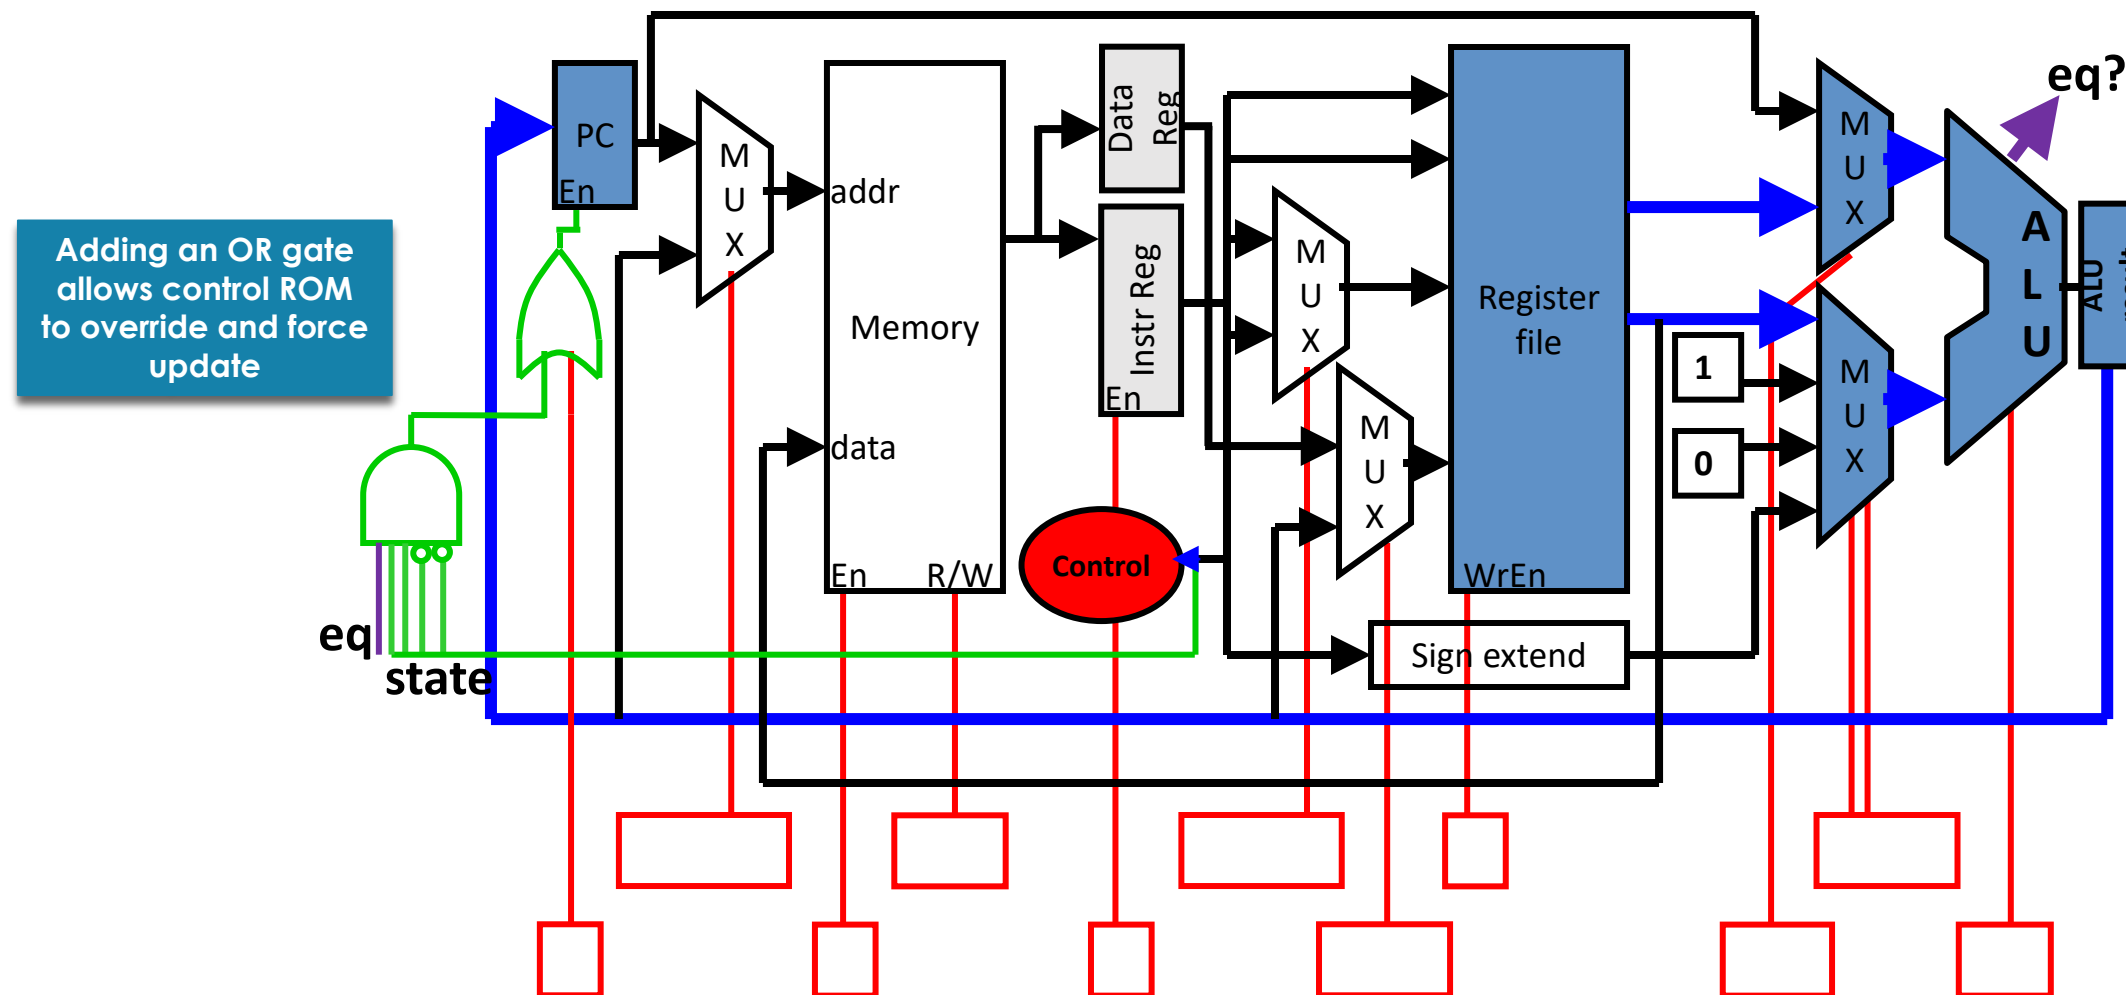 eq?
PC
En
Adding an OR gate
allows control ROM
to override and force
update
M
U
X
addr
Memory
data
En
R/W
Data
Reg
Instr Reg
En
Control
M
U
X
M
U
X
Register
file
WrEn
Sign extend
M
U
X
1
0
M
U
X
A
L
U
ALU
eq
state